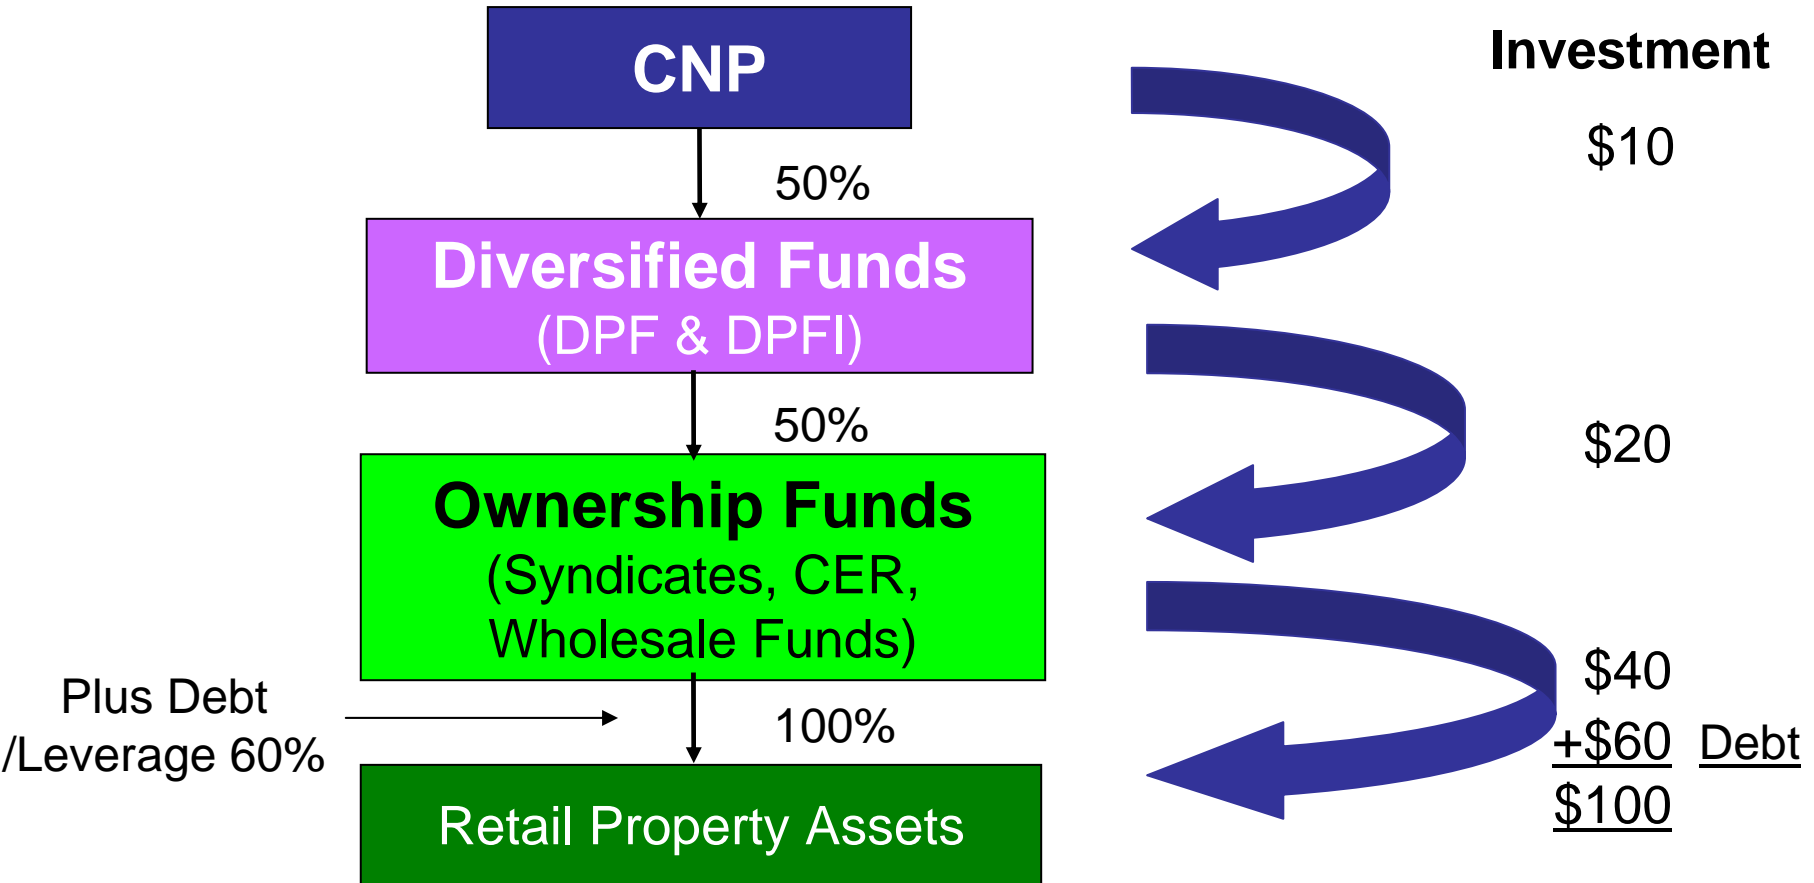 CNP
Investment
$10
50%
Diversified Funds
(DPF & DPFI)
50%
$20
Ownership Funds
(Syndicates, CER,
Wholesale Funds)
Plus Debt
/Leverage 60%
100%
$40
+$60 Debt
$100
Retail Property Assets